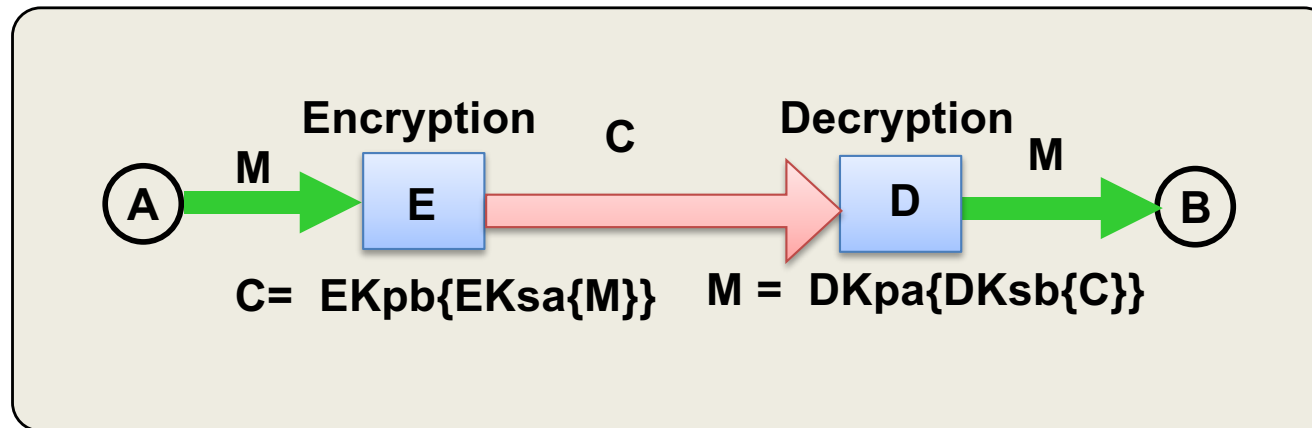 Encryption
C
Decryption
M
M
A
E
D
B
C= EKpb{EKsa{M}}
M = DKpa{DKsb{C}}